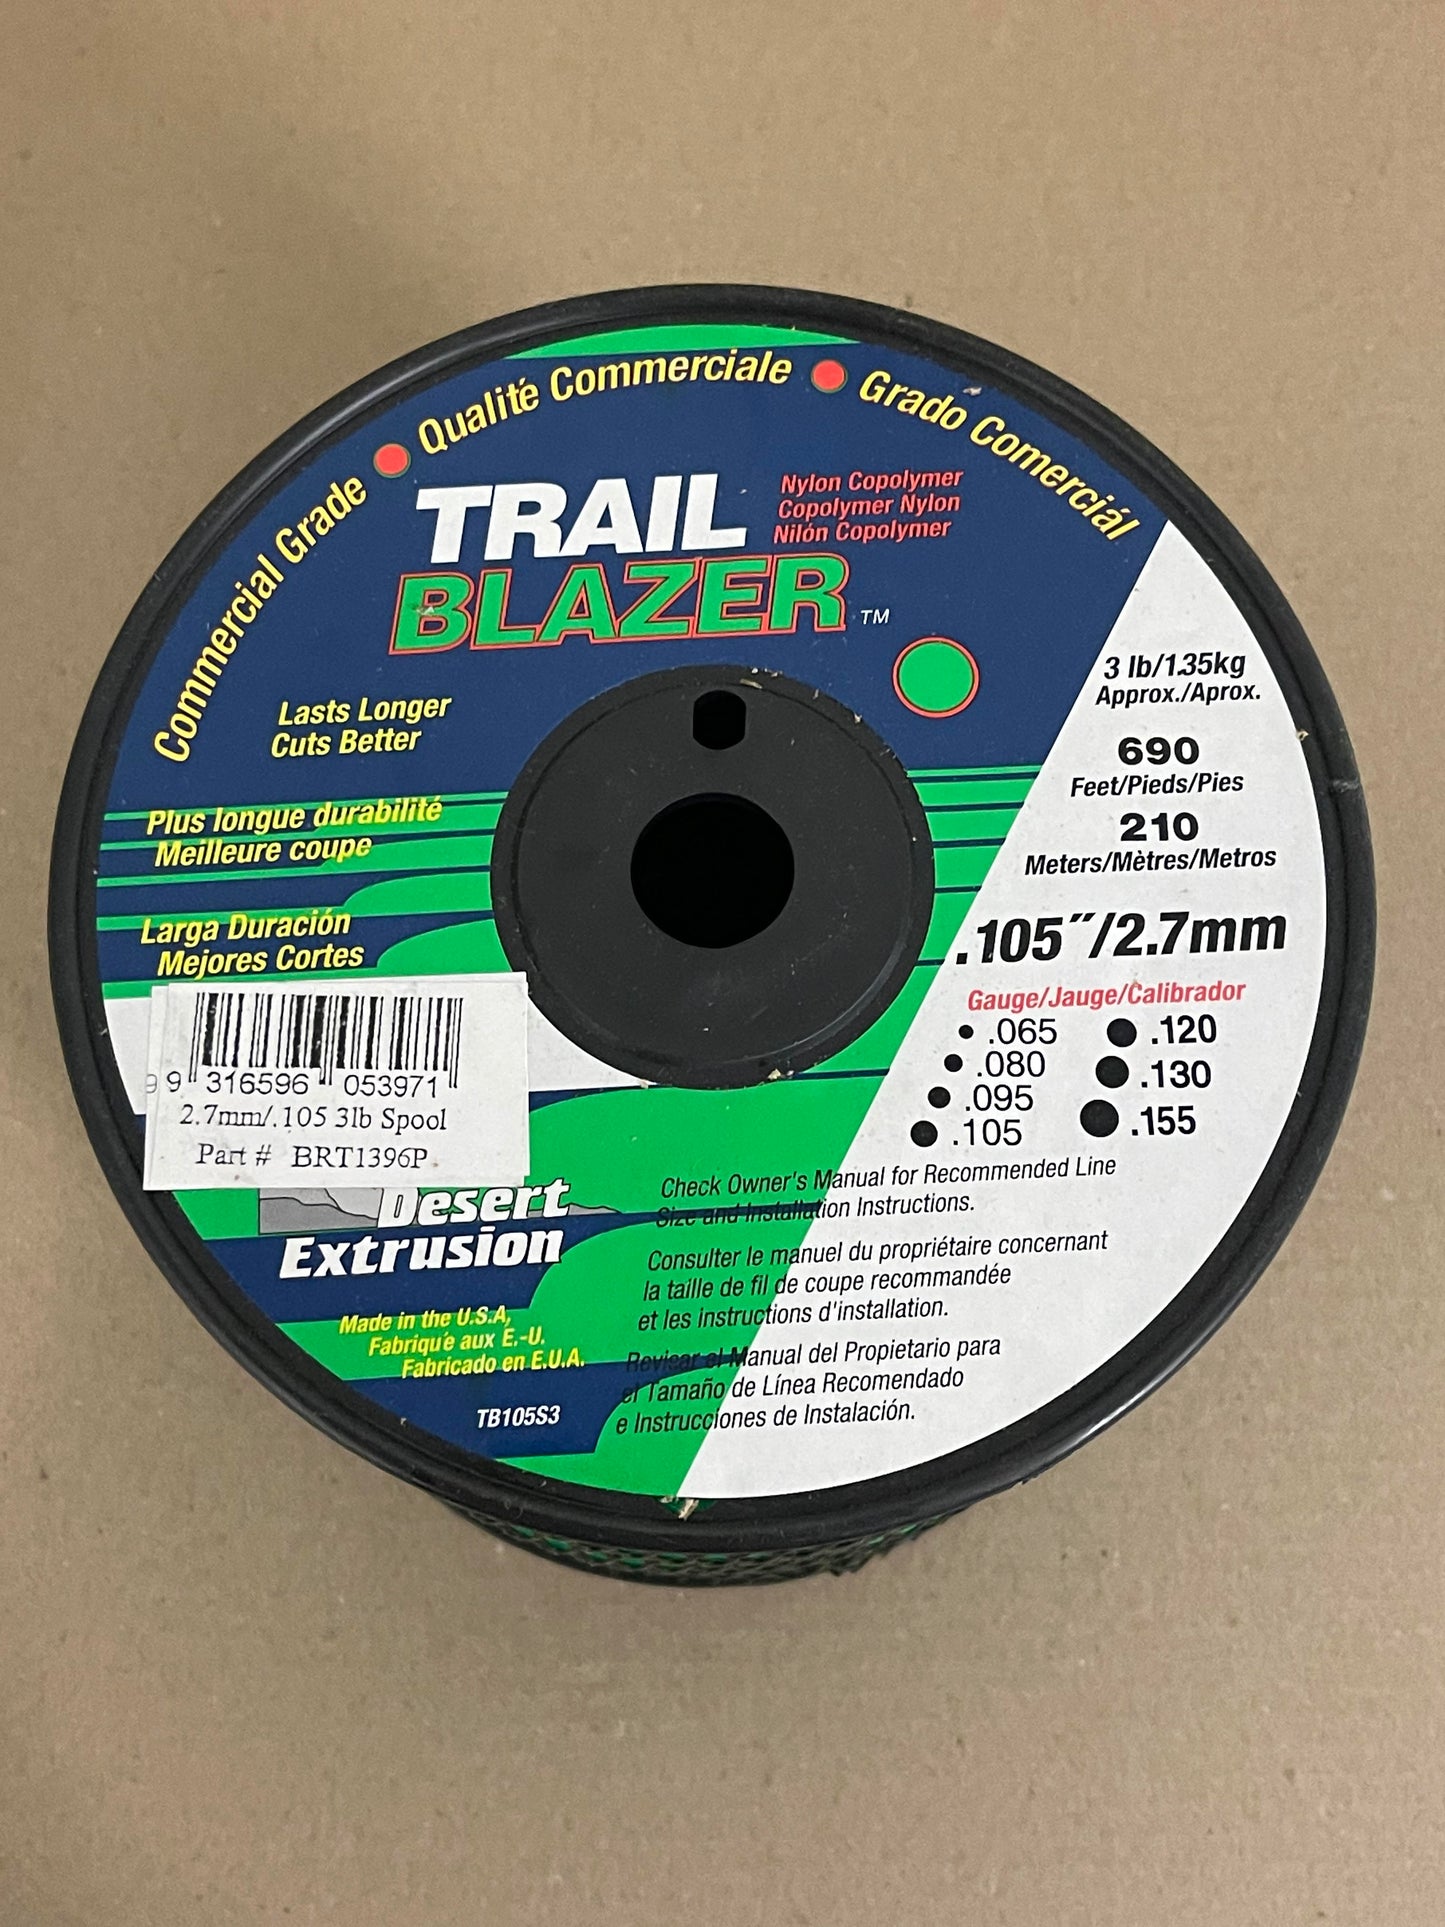 Commercial Grade • Qualité Commerciale • Grado Comerciál
TRAIL
BLAZER™
Nylon Copolymer
Copolymer Nylon
Nilón Copolymer
Lasts Longer
Cuts Better
Plus longue durabilité
Meilleure coupe
Larga Duración
Mejores Cortes
3 lb/1.35kg
Approx./Aprox.
690
Feet/Pieds/Pies
210
Meters/Mètres/Metros
.105˝/2.7mm
Gauge/Jauge/Calibrador
.065 .120
.080 .130
.095 .155
.105
9 9 316596 053971
2.7mm/.105 3lb Spool
Part # BRT1396P
Desert
Extrusion
Made in the U.S.A,
Fabriqúe aux E.-U.
Fabricado en E.U.A.
TB105S3
Check Owner's Manual for Recommended Line
Size and Installation Instructions.
Consulter le manuel du propriétaire concernant
la taille de fil de coupe recommandée
et les instructions d'installation.
Revisar el Manual del Propietario para
el Tamaño de Línea Recomendado
e Instrucciones de Instalación.